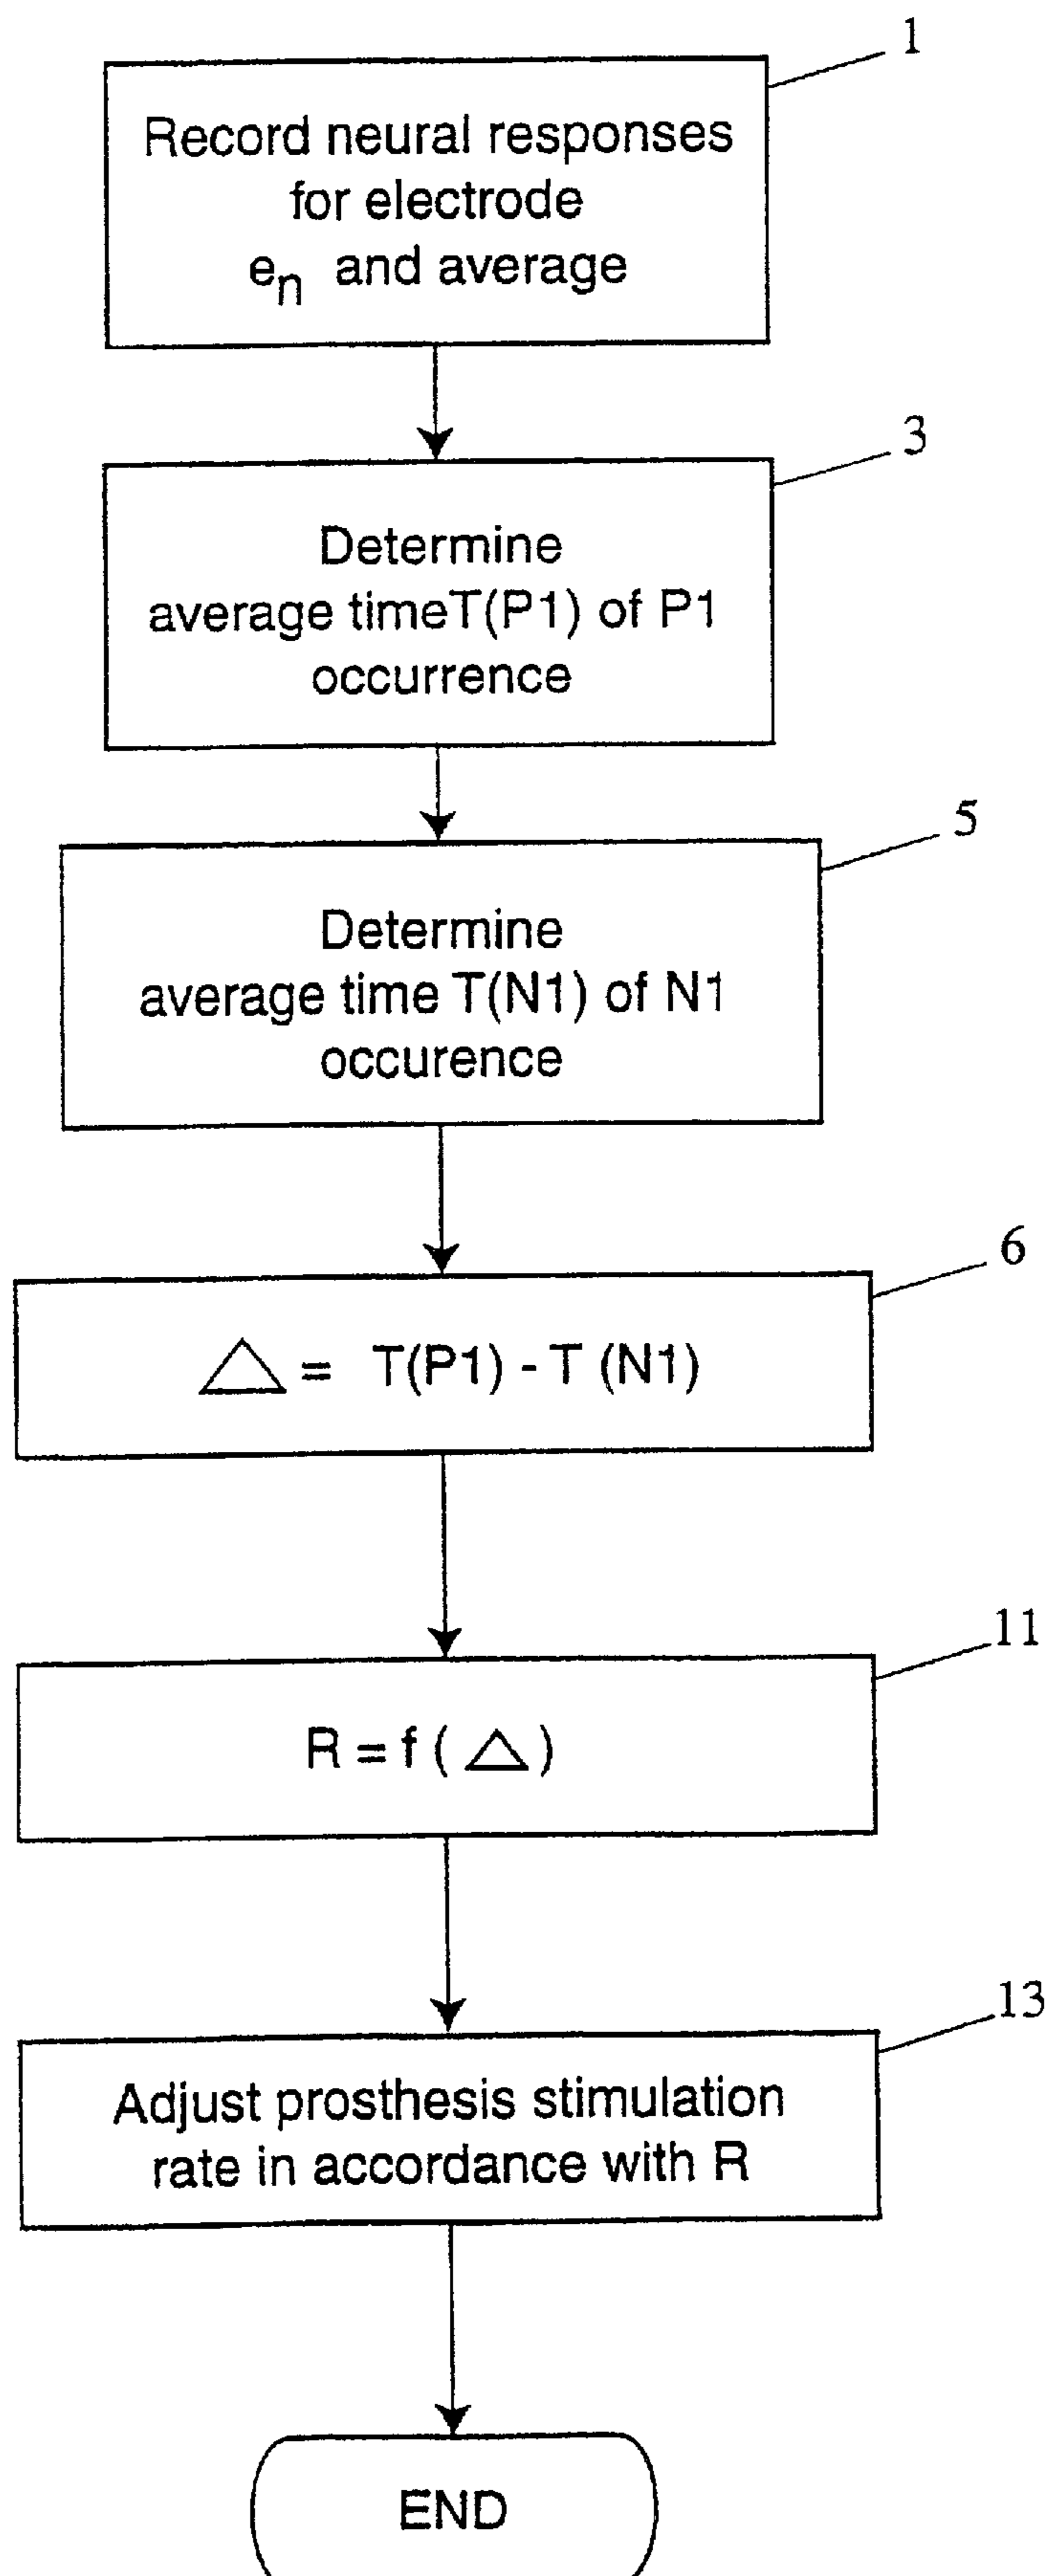 1
Record neural responses
for electrode
en and average
3
Determine
average timeT(P1) of P1
occurrence
5
Determine
average time T(N1) of N1
occurence
6
△ = T(P1) - T (N1)
11
R = f ( △ )
13
Adjust prosthesis stimulation
rate in accordance with R
END